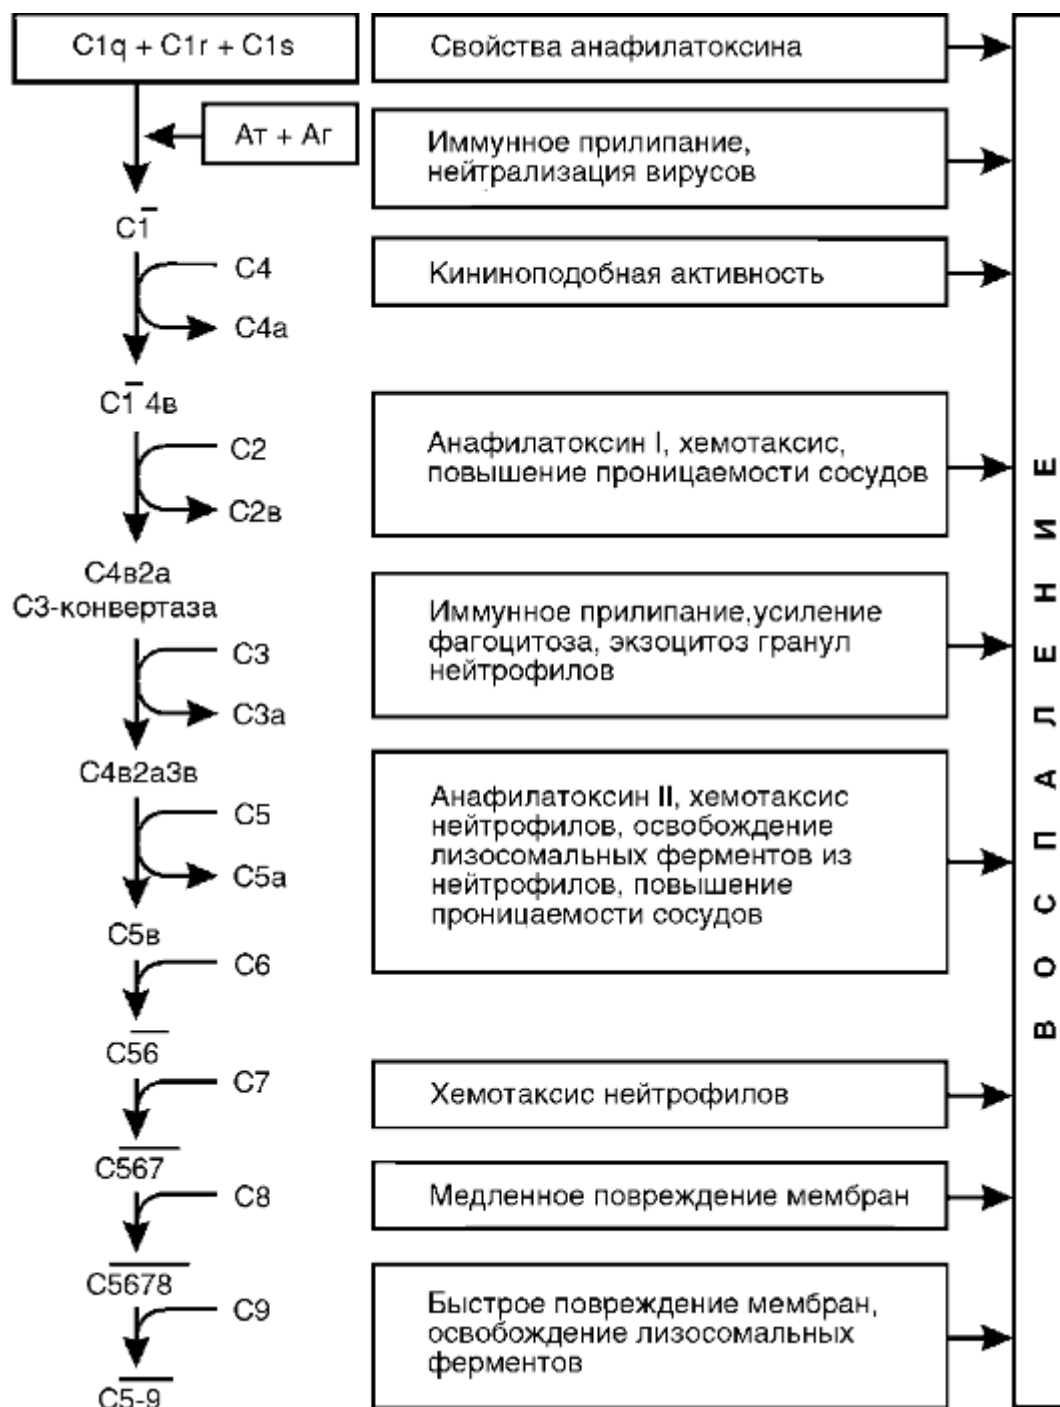 C1q + C1r + C1s
Ат + Аг
C1
C4
C4а
C1 4в
C2
C2в
C4в2а
C3-конвертаза
C3
C3а
C4в2а3в
C5
C5а
C5в
C6
C56
C7
C567
C8
C5678
C9
C5-9
Свойства анафилатоксина
Иммунное прилипание,
нейтрализация вирусов
Кининоподобная активность
Анафилатоксин I, хемотаксис,
повышение проницаемости сосудов
Иммунное прилипание,усиление
фагоцитоза, экзоцитоз гранул
нейтрофилов
Анафилатоксин II, хемотаксис
нейтрофилов, освобождение
лизосомальных ферментов из
нейтрофилов, повышение
проницаемости сосудов
Хемотаксис нейтрофилов
Медленное повреждение мембран
Быстрое повреждение мембран,
освобождение лизосомальных
ферментов
ВОСПАЛЕНИЕ